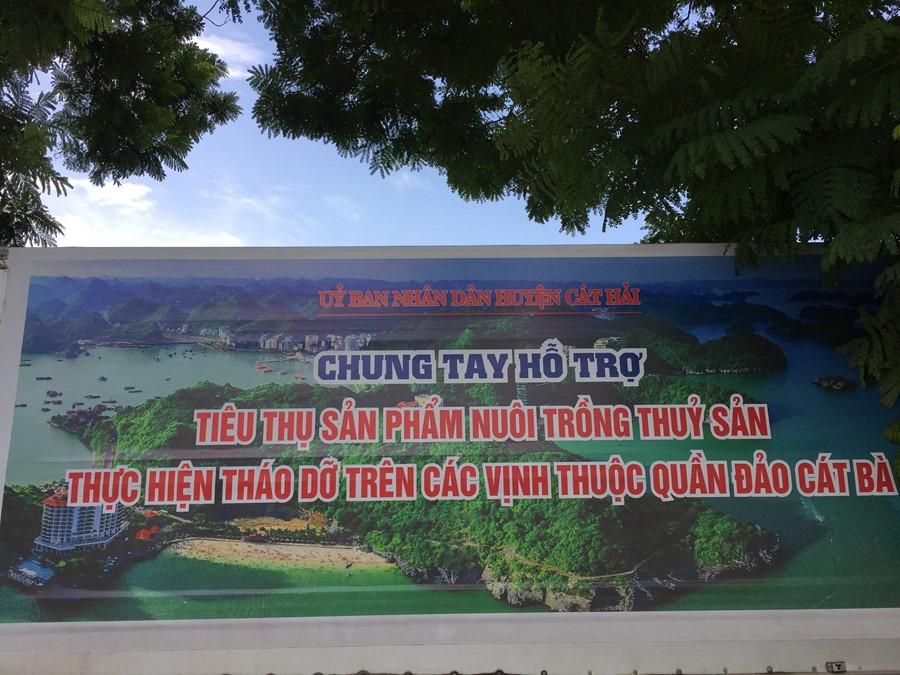 UỶ BAN NHÂN DÂN HUYỆN CÁT HẢI
CHUNG TAY HỖ TRỢ
TIÊU THỤ SẢN PHẨM NUÔI TRỒNG THUỶ SẢN
THỰC HIỆN THÁO DỠ TRÊN CÁC VỊNH THUỘC QUẦN ĐẢO CÁT BÀ